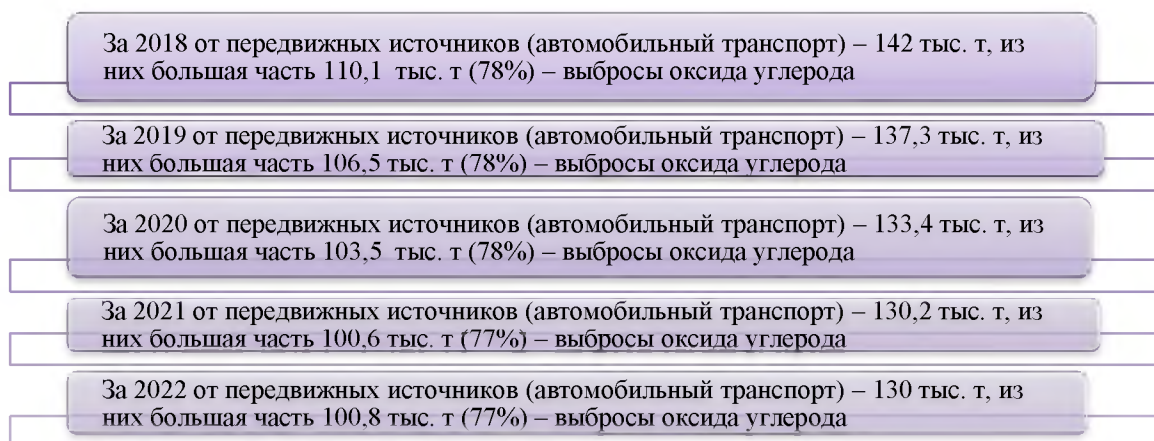 За 2018 от передвижных источников (автомобильный транспорт) – 142 тыс. т, из
них большая часть 110,1 тыс. т (78%) – выбросы оксида углерода
За 2019 от передвижных источников (автомобильный транспорт) – 137,3 тыс. т, из
них большая часть 106,5 тыс. т (78%) – выбросы оксида углерода
За 2020 от передвижных источников (автомобильный транспорт) – 133,4 тыс. т, из
них большая часть 103,5 тыс. т (78%) – выбросы оксида углерода
За 2021 от передвижных источников (автомобильный транспорт) – 130,2 тыс. т, из
них большая часть 100,6 тыс. т (77%) – выбросы оксида углерода
За 2022 от передвижных источников (автомобильный транспорт) – 130 тыс. т, из
них большая часть 100,8 тыс. т (77%) – выбросы оксида углерода